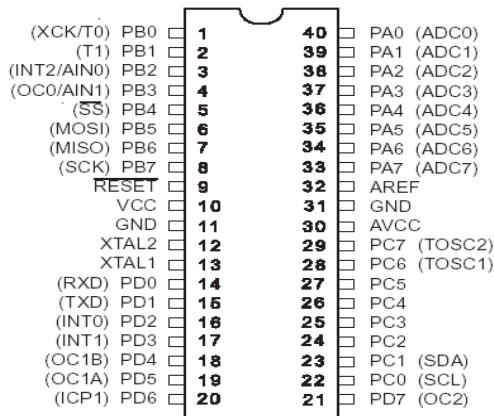 (XCK/T0) PB0 1 40 PA0 (ADC0)
(T1) PB1 2 39 PA1 (ADC1)
(INT2/AIN0) PB2 3 38 PA2 (ADC2)
(OC0/AIN1) PB3 4 37 PA3 (ADC3)
(SS) PB4 5 36 PA4 (ADC4)
(MOSI) PB5 6 35 PA5 (ADC5)
(MISO) PB6 7 34 PA6 (ADC6)
(SCK) PB7 8 33 PA7 (ADC7)
RESET 9 32 AREF
VCC 10 31 GND
GND 11 30 AVCC
XTAL2 12 29 PC7 (TOSC2)
XTAL1 13 28 PC6 (TOSC1)
(RXD) PD0 14 27 PC5
(TXD) PD1 15 26 PC4
(INT0) PD2 16 25 PC3
(INT1) PD3 17 24 PC2
(OC1B) PD4 18 23 PC1 (SDA)
(OC1A) PD5 19 22 PC0 (SCL)
(ICP1) PD6 20 21 PD7 (OC2)